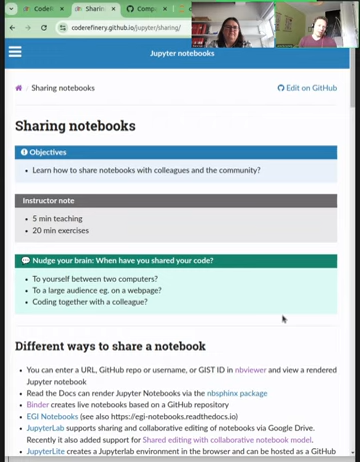 CodeR
Sharin
Compu
coderefinery.github.io/jupyter/sharing/
Jupyter notebooks
/ Sharing notebooks
Edit on GitHub
Sharing notebooks
Objectives
• Learn how to share notebooks with colleagues and the community?
Instructor note
• 5 min teaching
• 20 min exercises
Nudge your brain: When have you shared your code?
• To yourself between two computers?
• To a large audience eg. on a webpage?
• Coding together with a colleague?
Different ways to share a notebook
• You can enter a URL, GitHub repo or username, or GIST ID in nbviewer and view a rendered
Jupyter notebook
• Read the Docs can render Jupyter Notebooks via the nbsphinx package
• Binder creates live notebooks based on a GitHub repository
• EGI Notebooks (see also https://egi-notebooks.readthedocs.io)
• JupyterLab supports sharing and collaborative editing of notebooks via Google Drive.
Recently it also added support for Shared editing with collaborative notebook model.
• JupyterLite creates a Jupyterlab environment in the browser and can be hosted as a GitHub